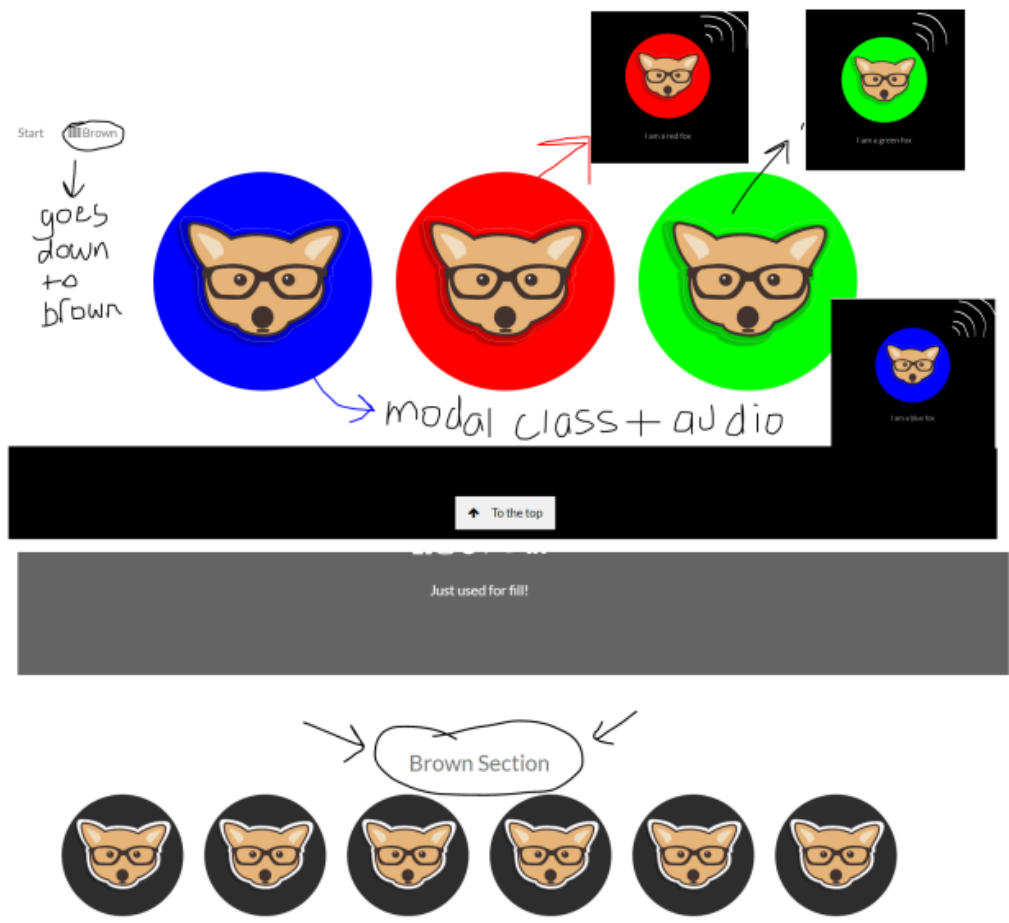 I am a red fox
I am a green fox
Start
Brown
goes
down
to
brown
modal class + audio
I am a blue fox
To the top
Just used for fill!
Brown Section